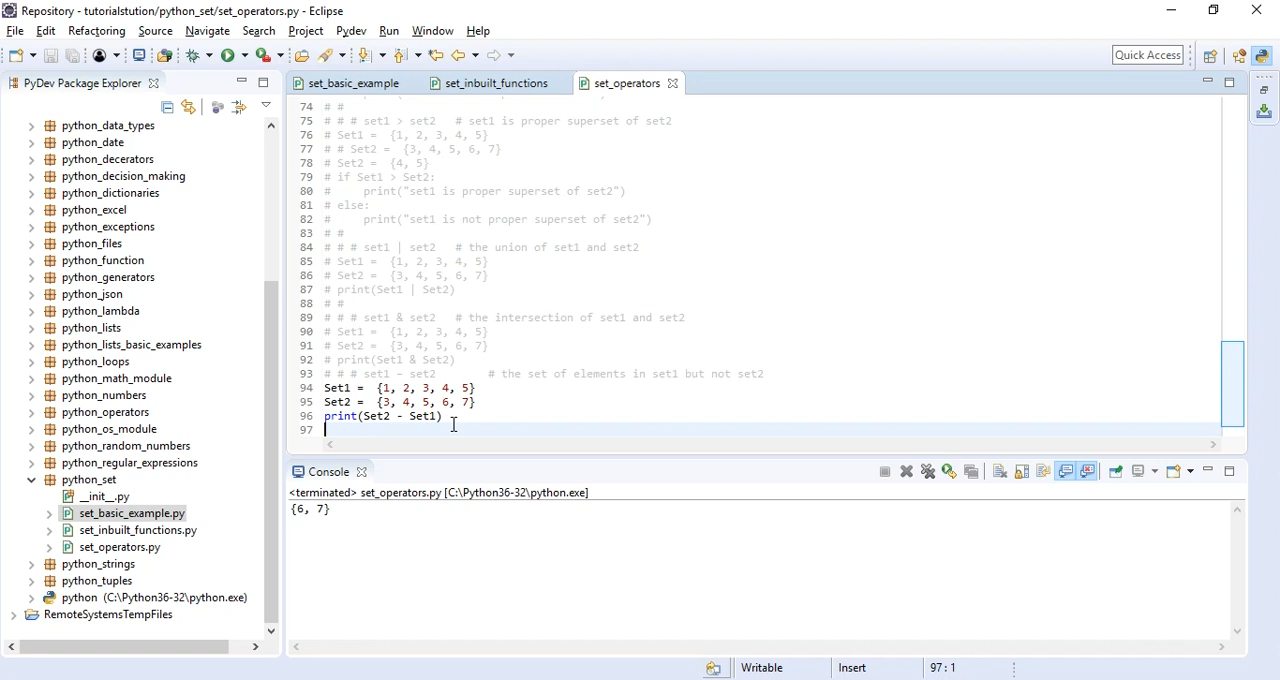 Repository - tutorialstution/python_set/set_operators.py - Eclipse
File Edit Refactoring Source Navigate Search Project Pydev Run Window Help
Quick Access
PyDev Package Explorer
python_data_types
python_date
python_decerators
python_decision_making
python_dictionaries
python_excel
python_exceptions
python_files
python_function
python_generators
python_json
python_lambda
python_lists
python_lists_basic_examples
python_loops
python_math_module
python_numbers
python_operators
python_os_module
python_random_numbers
python_regular_expressions
python_set
__init__.py
set_basic_example.py
set_inbuilt_functions.py
set_operators.py
python_strings
python_tuples
python (C:\Python36-32\python.exe)
RemoteSystemsTempFiles
set_basic_example set_inbuilt_functions set_operators
74 # #
75 # # # set1 > set2 # set1 is proper superset of set2
76 # Set1 = {1, 2, 3, 4, 5}
77 # # Set2 = {3, 4, 5, 6, 7}
78 # Set2 = {4, 5}
79 # if Set1 > Set2:
80 # print("set1 is proper superset of set2")
81 # else:
82 # print("set1 is not proper superset of set2")
83 # #
84 # # # set1 | set2 # the union of set1 and set2
85 # Set1 = {1, 2, 3, 4, 5}
86 # Set2 = {3, 4, 5, 6, 7}
87 # print(Set1 | Set2)
88 # #
89 # # # set1 & set2 # the intersection of set1 and set2
90 # Set1 = {1, 2, 3, 4, 5}
91 # Set2 = {3, 4, 5, 6, 7}
92 # print(Set1 & Set2)
93 # # # set1 - set2 # the set of elements in set1 but not set2
94 Set1 = {1, 2, 3, 4, 5}
95 Set2 = {3, 4, 5, 6, 7}
96 print(Set2 - Set1)
97
Console
<terminated> set_operators.py [C:\Python36-32\python.exe]
{6, 7}
Writable Insert 97:1